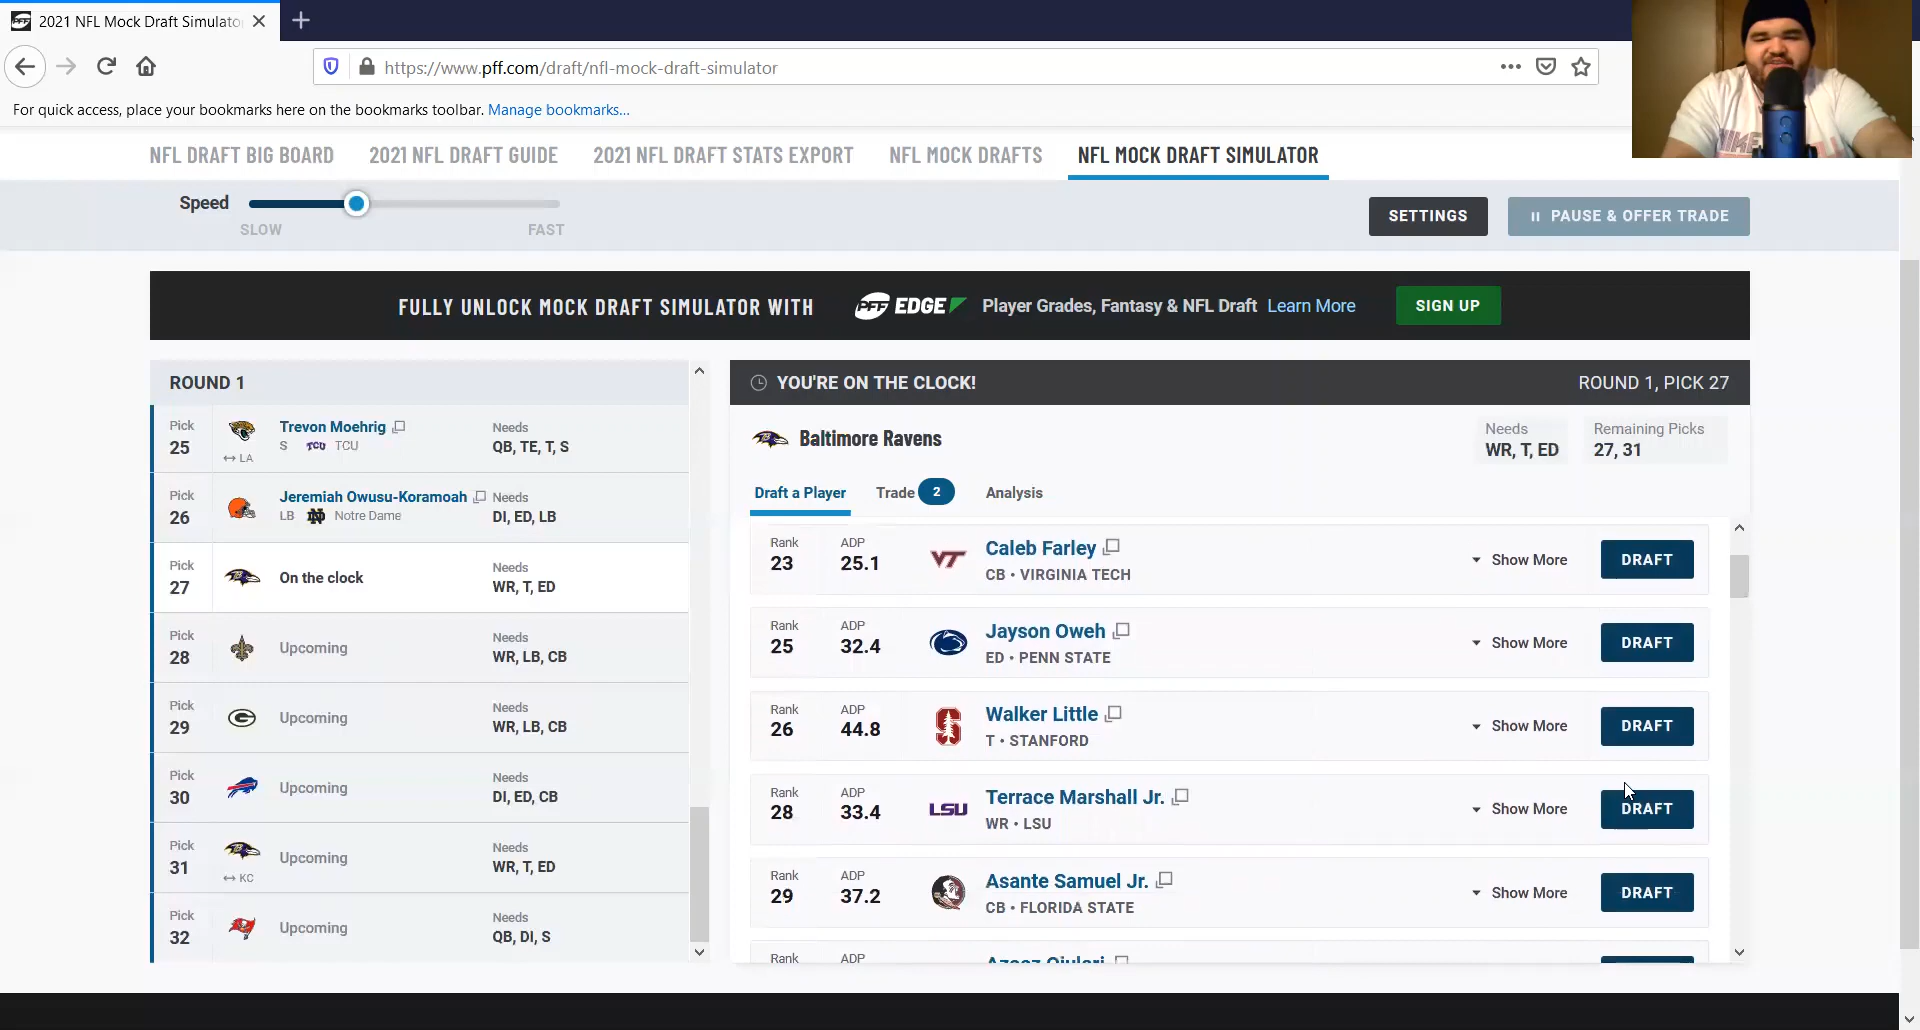 2021 NFL Mock Draft Simulato
https://www.pff.com/draft/nfl-mock-draft-simulator
For quick access, place your bookmarks here on the bookmarks toolbar. Manage bookmarks...
NFL DRAFT BIG BOARD 2021 NFL DRAFT GUIDE 2021 NFL DRAFT STATS EXPORT NFL MOCK DRAFTS NFL MOCK DRAFT SIMULATOR
Speed
SLOW FAST
SETTINGS PAUSE & OFFER TRADE
FULLY UNLOCK MOCK DRAFT SIMULATOR WITH PFF EDGE Player Grades, Fantasy & NFL Draft Learn More SIGN UP
ROUND 1
Pick Trevon Moehrig Needs
25 S TCU TCU QB, TE, T, S
LA
Pick Jeremiah Owusu-Koramoah Needs
26 LB ND Notre Dame DI, ED, LB
Pick On the clock Needs
27 WR, T, ED
Pick Upcoming Needs
28 WR, LB, CB
Pick Upcoming Needs
29 WR, LB, CB
Pick Upcoming Needs
30 DI, ED, CB
Pick Upcoming Needs
31 WR, T, ED
KC
Pick Upcoming Needs
32 QB, DI, S
YOU'RE ON THE CLOCK! ROUND 1, PICK 27
Baltimore Ravens
Needs Remaining Picks
WR, T, ED 27, 31
Draft a Player Trade 2 Analysis
Rank ADP Caleb Farley Show More DRAFT
23 25.1 VT CB • VIRGINIA TECH
Rank ADP Jayson Oweh Show More DRAFT
25 32.4 ED • PENN STATE
Rank ADP Walker Little Show More DRAFT
26 44.8 S T • STANFORD
Rank ADP Terrace Marshall Jr. Show More DRAFT
28 33.4 LSU WR • LSU
Rank ADP Asante Samuel Jr. Show More DRAFT
29 37.2 CB • FLORIDA STATE
Rank ADP Azeez Ojulari